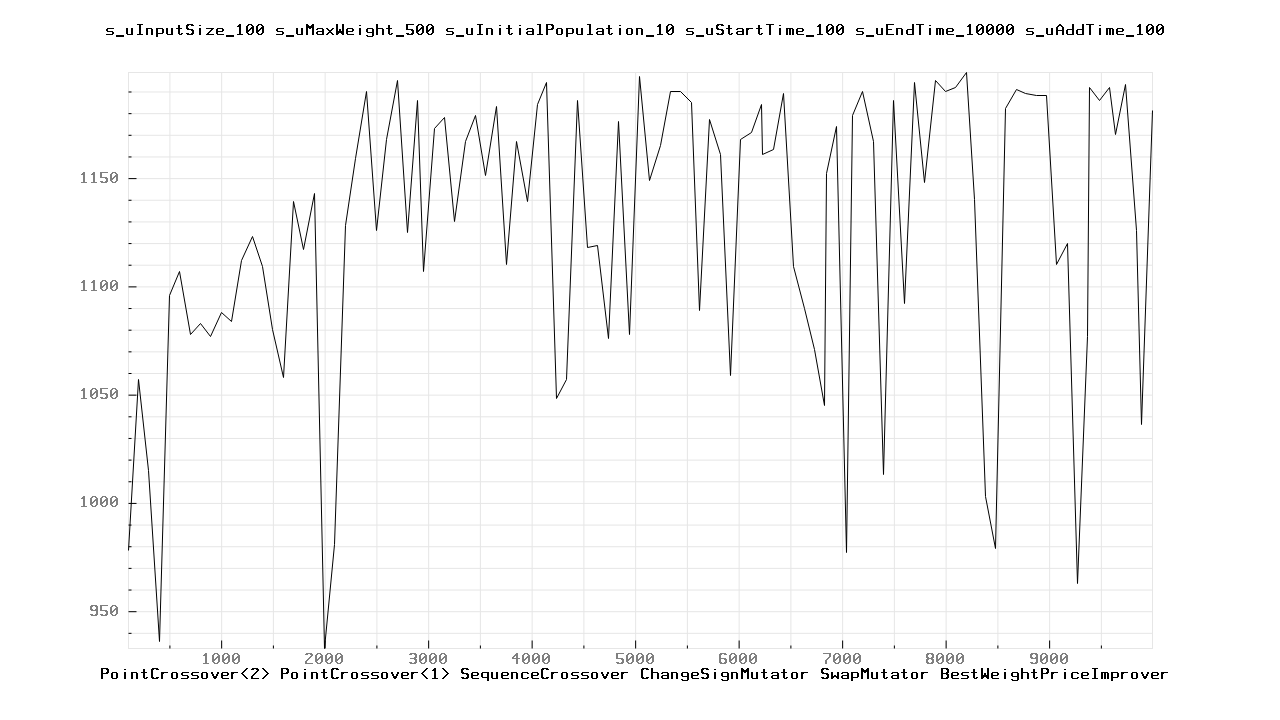 s_uInputSize_100 s_uMaxWeight_500 s_uInitialPopulation_10 s_uStartTime_100 s_uEndTime_10000 s_uAddTime_100
1150
1100
1050
1000
950
1000 2000 3000 4000 5000 6000 7000 8000 9000
PointCrossover<2> PointCrossover<1> SequenceCrossover ChangeSignMutator SwapMutator BestWeightPriceImprover